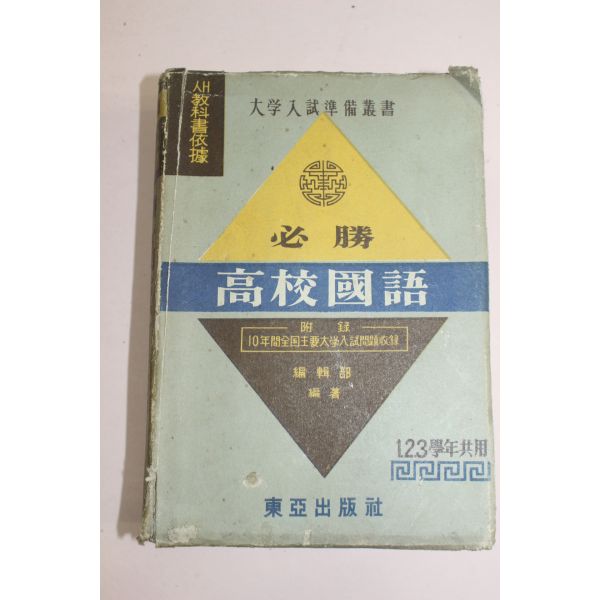 새教科書依據
大学入試準備叢書
必勝
高校國語
附錄
10年間全国主要大学入試問題收録
編輯部
編著
1.2.3學年共用
東亞出版社